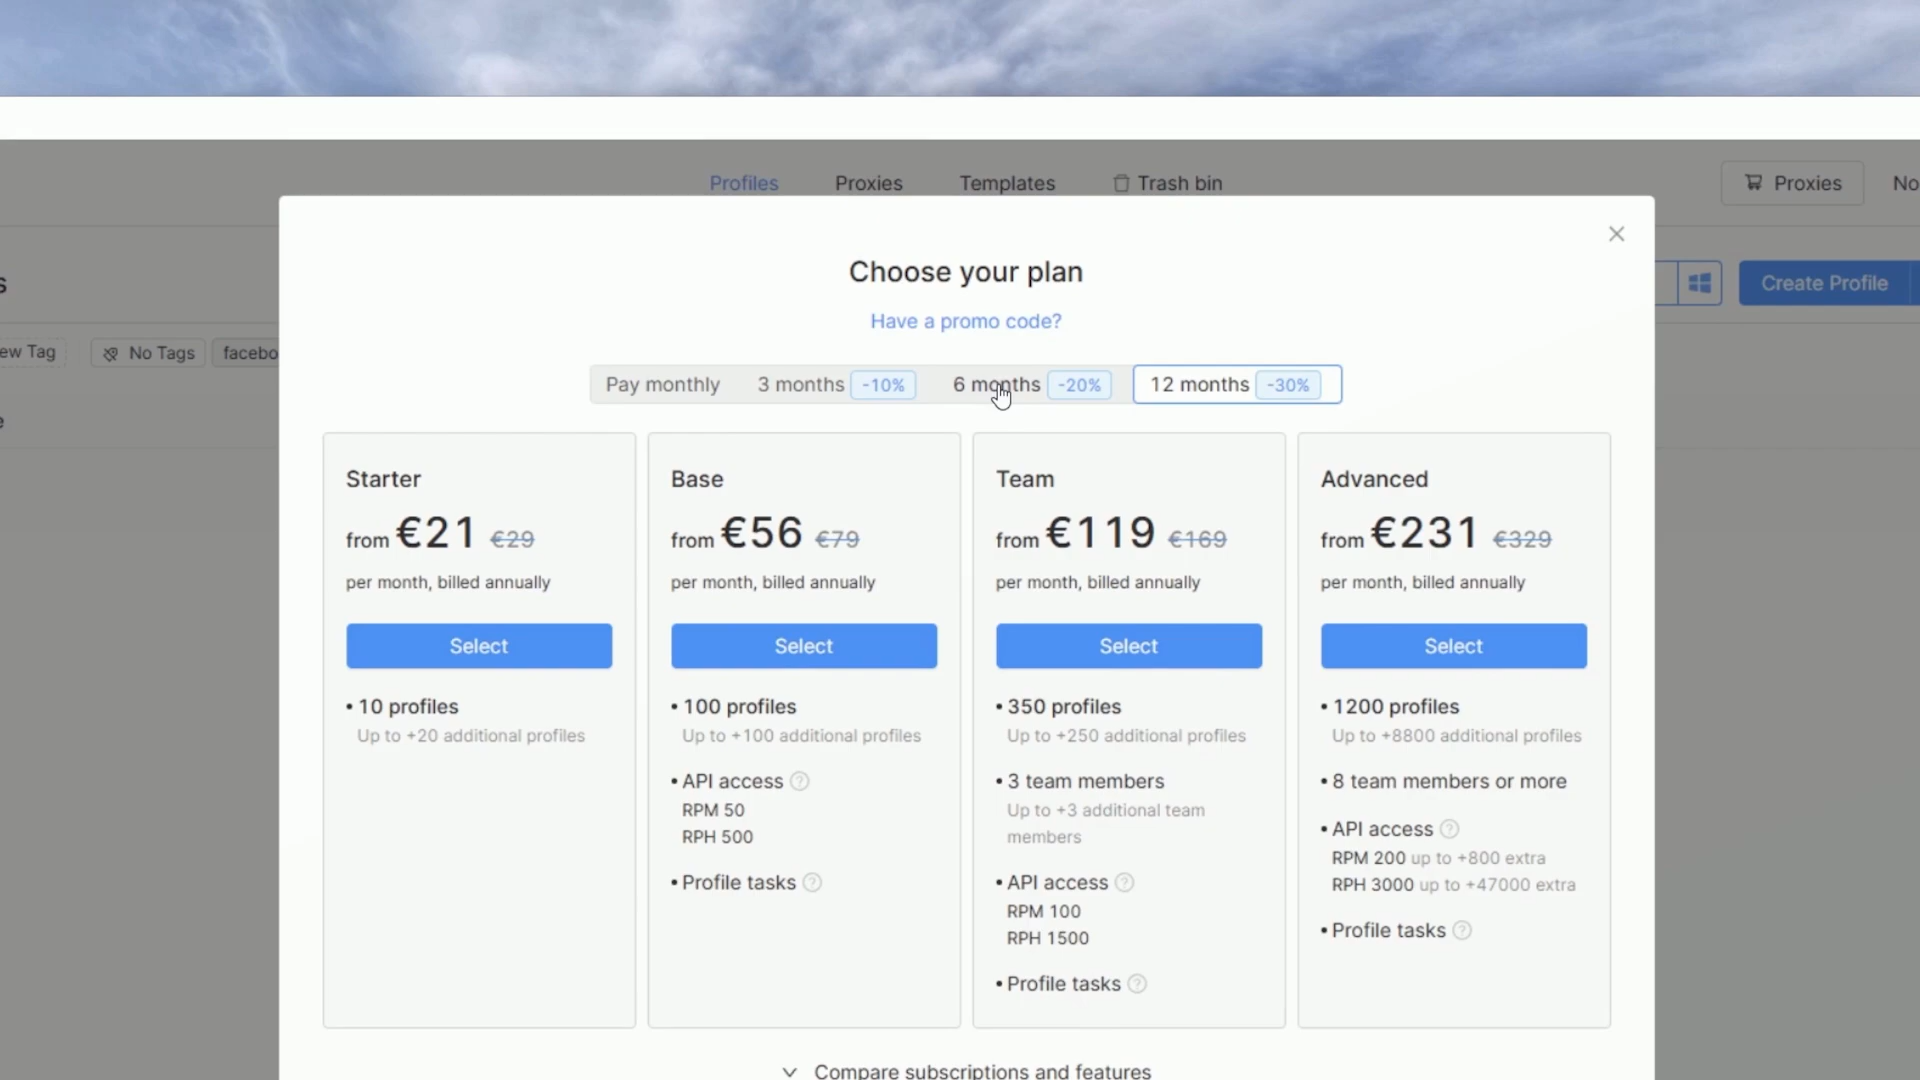 Profiles Proxies Templates Trash bin Proxies No
s Create Profile
ew Tag No Tags facebo
e
Choose your plan
Have a promo code?
Pay monthly 3 months -10% 6 months -20% 12 months -30%
Starter
from €21 €29
per month, billed annually
Select
• 10 profiles
Up to +20 additional profiles
Base
from €56 €79
per month, billed annually
Select
• 100 profiles
Up to +100 additional profiles
• API access ?
RPM 50
RPH 500
• Profile tasks ?
Team
from €119 €169
per month, billed annually
Select
• 350 profiles
Up to +250 additional profiles
• 3 team members
Up to +3 additional team
members
• API access ?
RPM 100
RPH 1500
• Profile tasks ?
Advanced
from €231 €329
per month, billed annually
Select
• 1200 profiles
Up to +8800 additional profiles
• 8 team members or more
• API access ?
RPM 200 up to +800 extra
RPH 3000 up to +47000 extra
• Profile tasks ?
Compare subscriptions and features